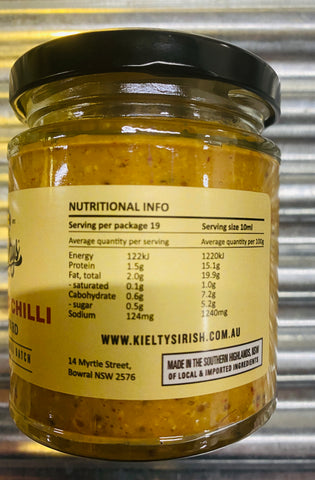 NUTRITIONAL INFO
Serving per package 19 Serving size 10ml
Average quantity per serving Average quantity per 100g
Energy 122kJ 1220kJ
Protein 1.5g 15.1g
Fat, total 2.0g 19.9g
- saturated 0.1g 1.0g
Cabohydrate 0.6g 7.2g
- sugar 0.5g 5.2g
Sodium 124mg 1240mg
WWW.KIELTYSIRISH.COM.AU
14 Myrtle Street,
Bowral NSW 2576
MADE IN THE SOUTHERN HIGHLANDS, NSW
OF LOCAL & IMPORTED INGREDIENTS
CHILLI
RD
BATCH